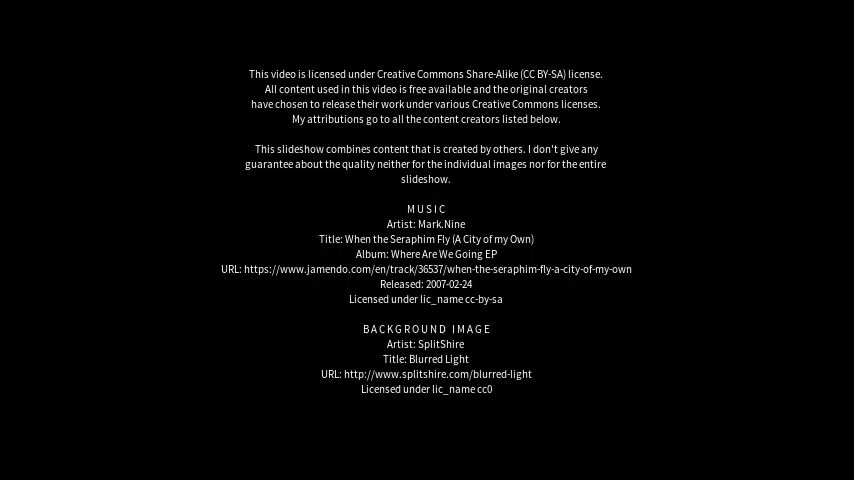 This video is licensed under Creative Commons Share-Alike (CC BY-SA) license.
All content used in this video is free available and the original creators
have chosen to release their work under various Creative Commons licenses.
My attributions go to all the content creators listed below.
This slideshow combines content that is created by others. I don't give any
guarantee about the quality neither for the individual images nor for the entire
slideshow.
MUSIC
Artist: Mark.Nine
Title: When the Seraphim Fly (A City of my Own)
Album: Where Are We Going EP
URL: https://www.jamendo.com/en/track/36537/when-the-seraphim-fly-a-city-of-my-own
Released: 2007-02-24
Licensed under lic_name cc-by-sa
BACKGROUND IMAGE
Artist: SplitShire
Title: Blurred Light
URL: http://www.splitshire.com/blurred-light
Licensed under lic_name cc0